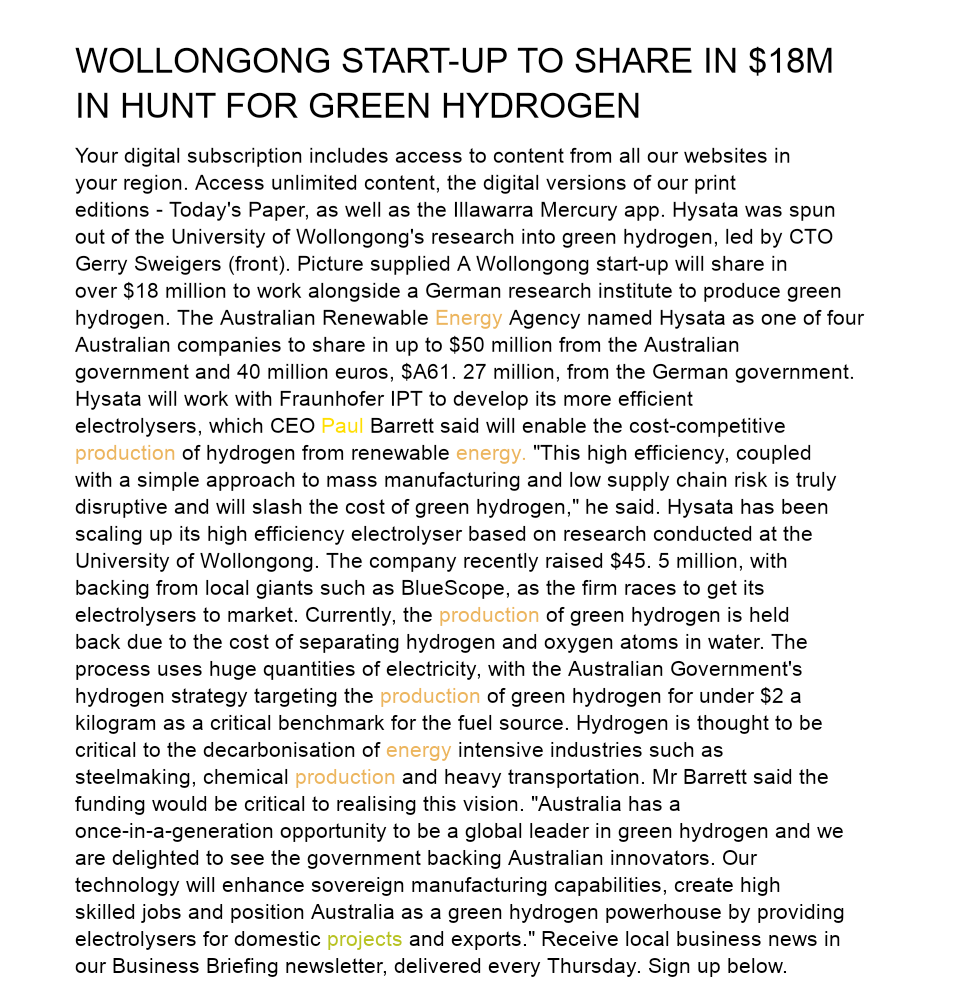 WOLLONGONG START-UP TO SHARE IN $18M
IN HUNT FOR GREEN HYDROGEN
Your digital subscription includes access to content from all our websites in
your region. Access unlimited content, the digital versions of our print
editions - Today's Paper, as well as the Illawarra Mercury app. Hysata was spun
out of the University of Wollongong's research into green hydrogen, led by CTO
Gerry Sweigers (front). Picture supplied A Wollongong start-up will share in
over $18 million to work alongside a German research institute to produce green
hydrogen. The Australian Renewable Energy Agency named Hysata as one of four
Australian companies to share in up to $50 million from the Australian
government and 40 million euros, $A61. 27 million, from the German government.
Hysata will work with Fraunhofer IPT to develop its more efficient
electrolysers, which CEO Paul Barrett said will enable the cost-competitive
production of hydrogen from renewable energy. "This high efficiency, coupled
with a simple approach to mass manufacturing and low supply chain risk is truly
disruptive and will slash the cost of green hydrogen," he said. Hysata has been
scaling up its high efficiency electrolyser based on research conducted at the
University of Wollongong. The company recently raised $45. 5 million, with
backing from local giants such as BlueScope, as the firm races to get its
electrolysers to market. Currently, the production of green hydrogen is held
back due to the cost of separating hydrogen and oxygen atoms in water. The
process uses huge quantities of electricity, with the Australian Government's
hydrogen strategy targeting the production of green hydrogen for under $2 a
kilogram as a critical benchmark for the fuel source. Hydrogen is thought to be
critical to the decarbonisation of energy intensive industries such as
steelmaking, chemical production and heavy transportation. Mr Barrett said the
funding would be critical to realising this vision. "Australia has a
once-in-a-generation opportunity to be a global leader in green hydrogen and we
are delighted to see the government backing Australian innovators. Our
technology will enhance sovereign manufacturing capabilities, create high
skilled jobs and position Australia as a green hydrogen powerhouse by providing
electrolysers for domestic projects and exports." Receive local business news in
our Business Briefing newsletter, delivered every Thursday. Sign up below.